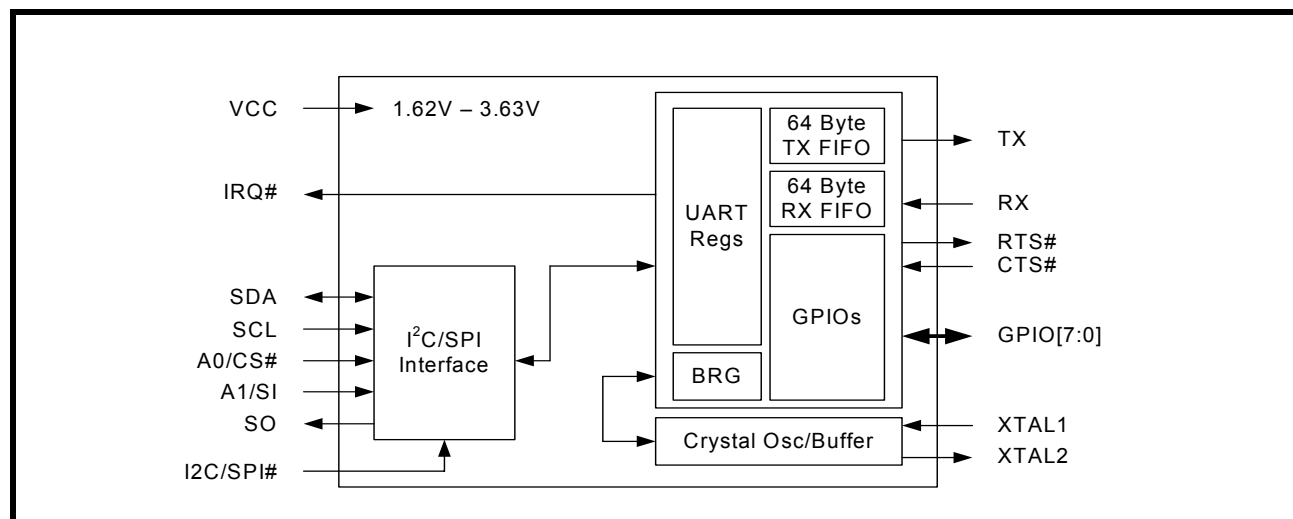 VCC
1.62V – 3.63V
IRQ#
SDA
SCL
A0/CS#
A1/SI
SO
I2C/SPI#
I²C/SPI
Interface
UART
Regs
BRG
64 Byte
TX FIFO
64 Byte
RX FIFO
GPIOs
Crystal Osc/Buffer
TX
RX
RTS#
CTS#
GPIO[7:0]
XTAL1
XTAL2